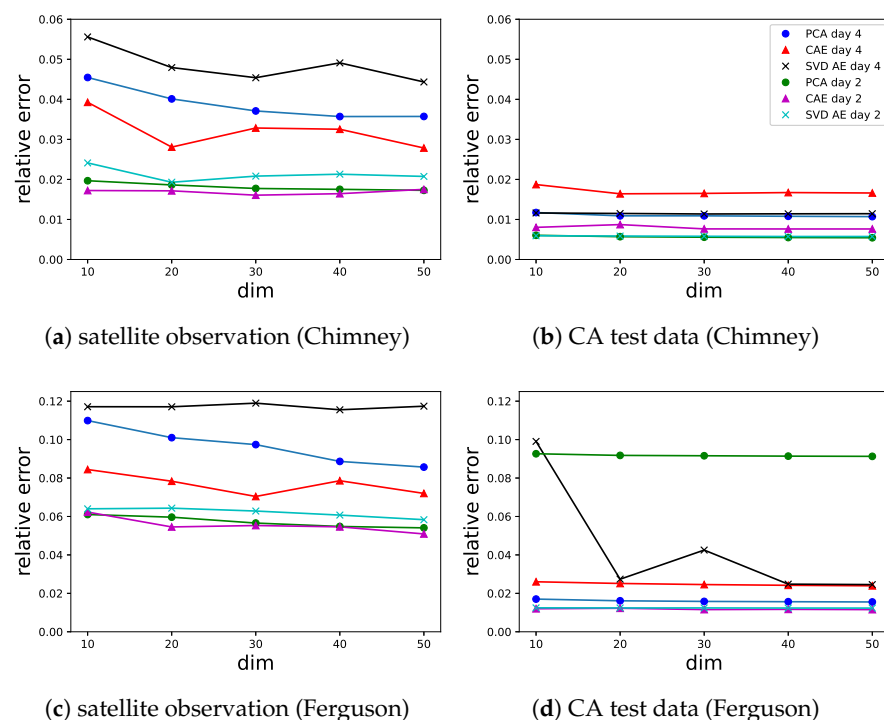 0.06
0.05
0.04
0.03
0.02
0.01
0.00
relative error
10 20 30 40 50
dim
(a) satellite observation (Chimney)
0.06
0.05
0.04
0.03
0.02
0.01
0.00
relative error
PCA day 4
CAE day 4
SVD AE day 4
PCA day 2
CAE day 2
SVD AE day 2
10 20 30 40 50
dim
(b) CA test data (Chimney)
0.12
0.10
0.08
0.06
0.04
0.02
0.00
relative error
10 20 30 40 50
dim
(c) satellite observation (Ferguson)
0.12
0.10
0.08
0.06
0.04
0.02
0.00
relative error
10 20 30 40 50
dim
(d) CA test data (Ferguson)